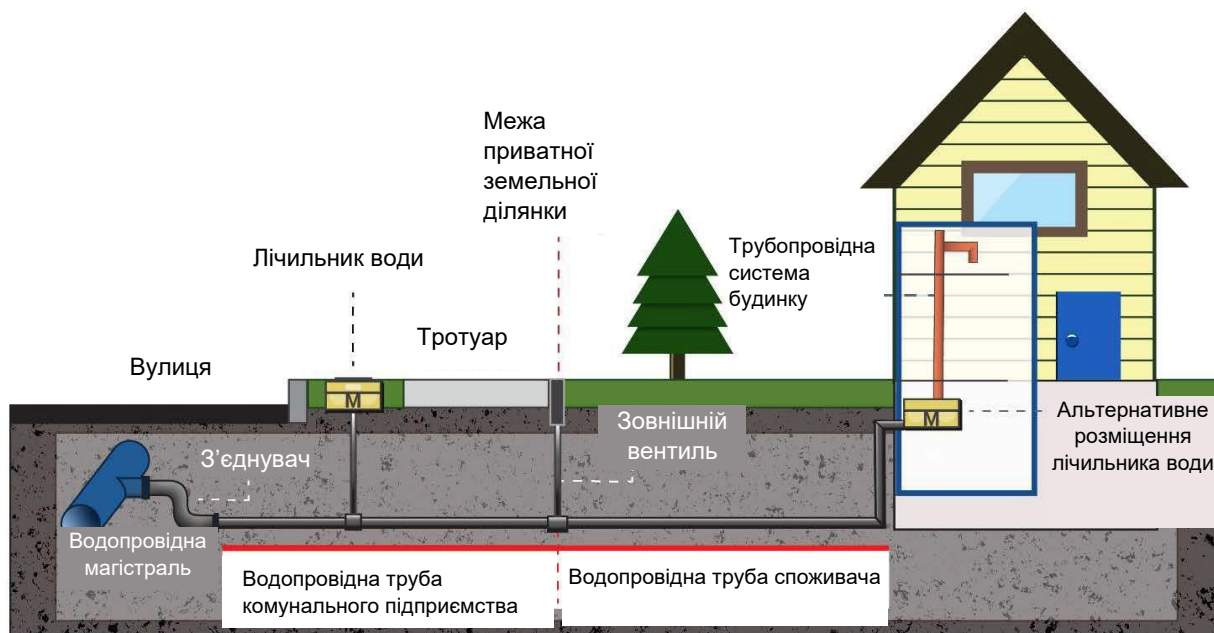 Межа
приватної
земельної
ділянки
Лічильник води
Трубопровідна
система
будинку
Тротуар
Вулиця
М
М
Зовнішній
вентиль
Альтернативне
розміщення
лічильника води
З’єднувач
Водопровідна
магістраль
Водопровідна труба
комунального підприємства
Водопровідна труба споживача